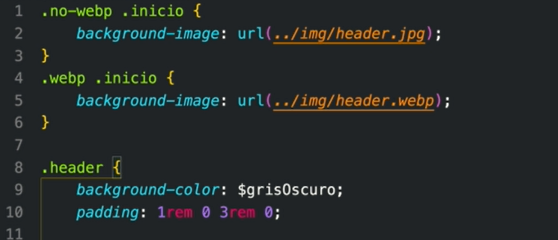 1 .no-webp .inicio {
2     background-image: url(../img/header.jpg);
3 }
4 .webp .inicio {
5     background-image: url(../img/header.webp);
6 }
7
8 .header {
9     background-color: $grisOscuro;
10     padding: 1rem 0 3rem 0;
11